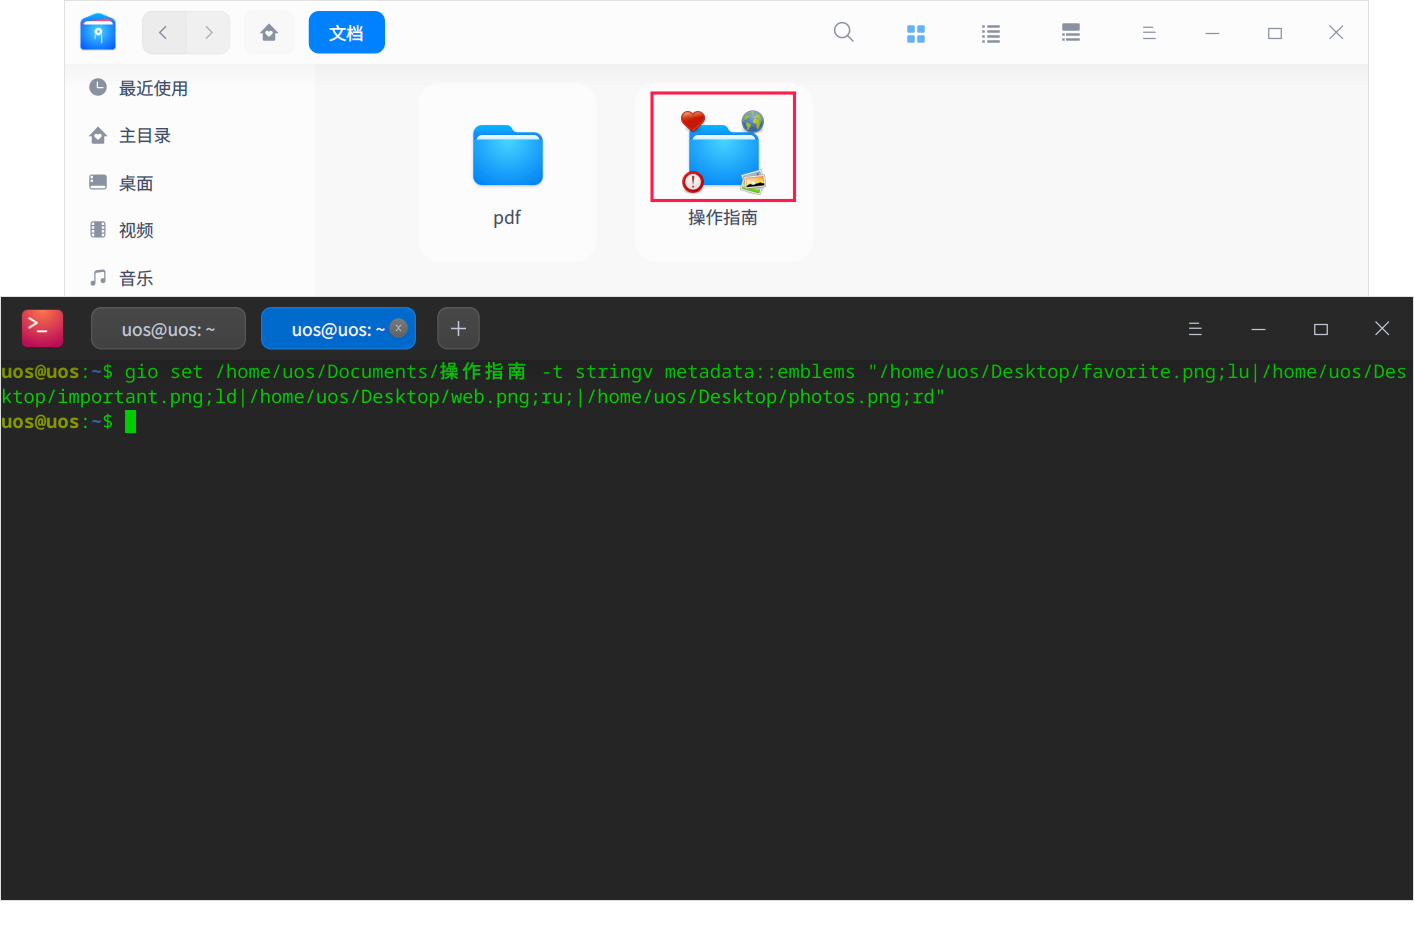 文档
最近使用
主目录
桌面
视频
音乐
pdf
操作指南
uos@uos: ~
uos@uos: ~
uos@uos:~$ gio set /home/uos/Documents/操作指南 -t stringv metadata::emblems "/home/uos/Desktop/favorite.png;lu|/home/uos/Des
ktop/important.png;ld|/home/uos/Desktop/web.png;ru;|/home/uos/Desktop/photos.png;rd"
uos@uos:~$